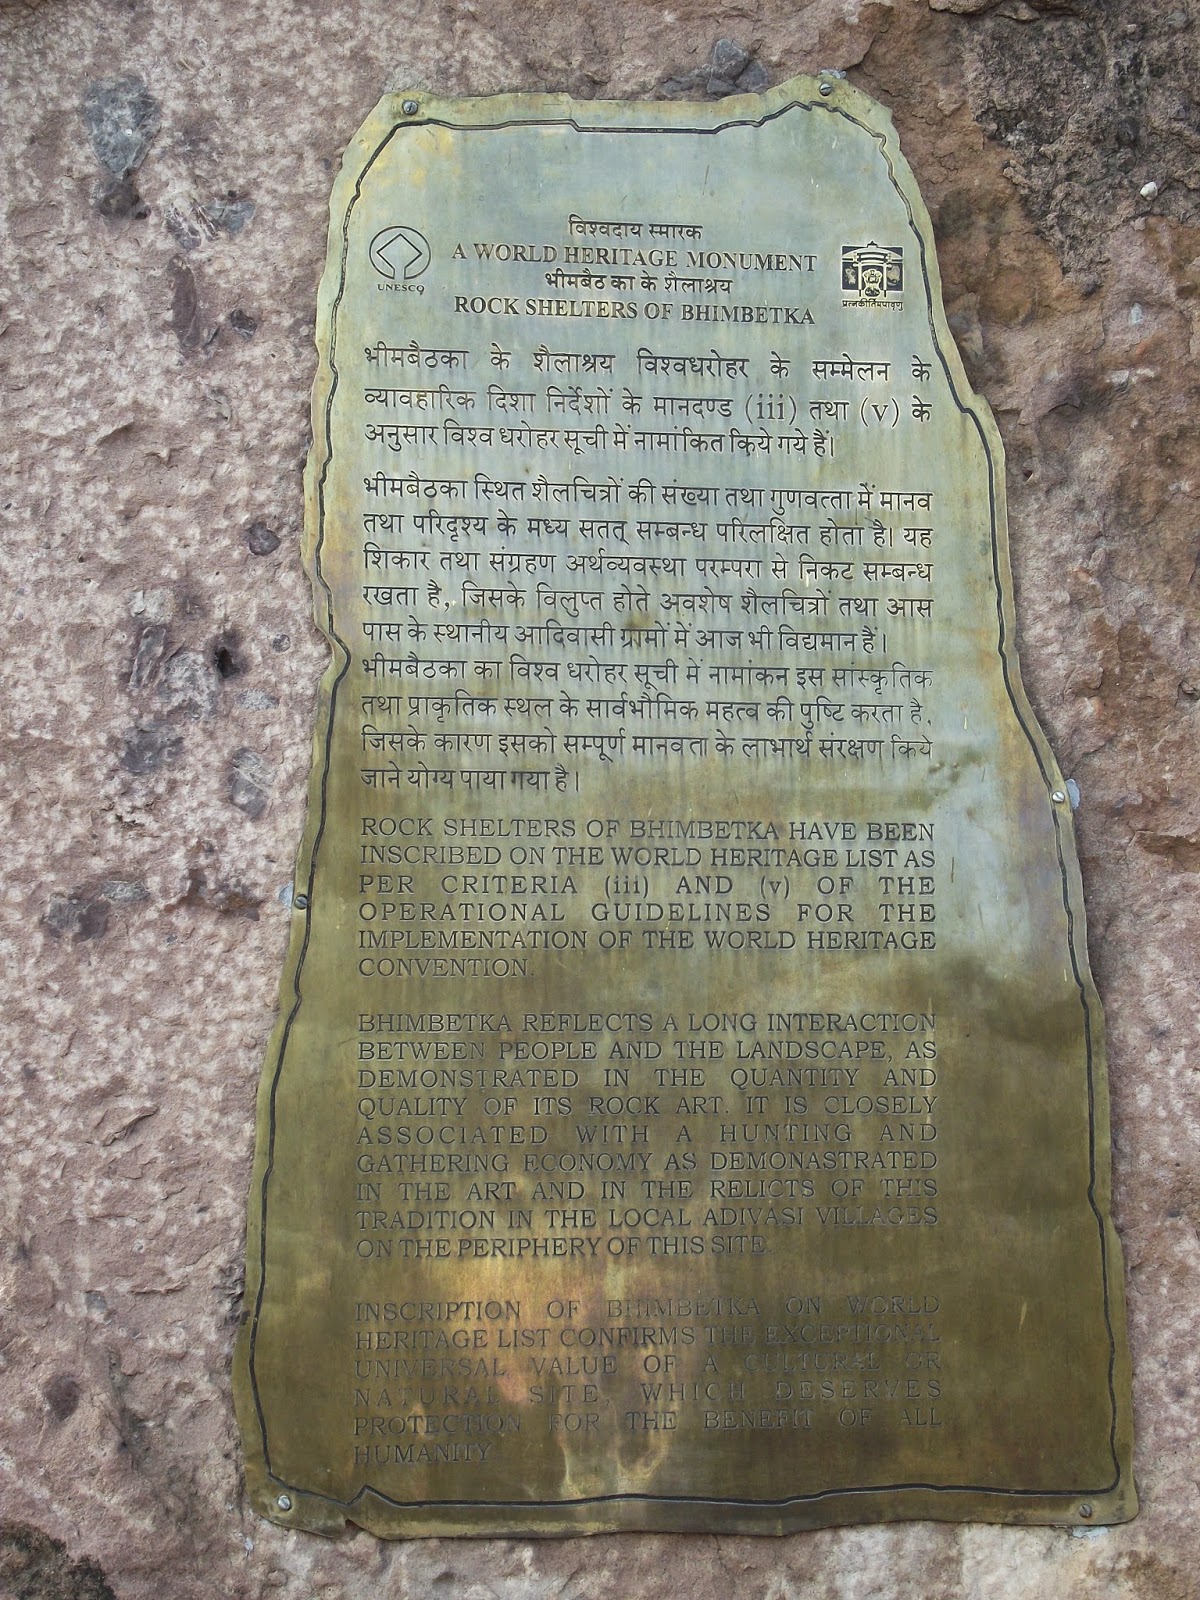 विश्वदाय स्मारक
A WORLD HERITAGE MONUMENT
भीमबैठ का के शैलाश्रय
ROCK SHELTERS OF BHIMBETKA
UNESCO
प्रत्नकीर्तिमपावृणु
भीमबैठका के शैलाश्रय विश्वधरोहर के सम्मेलन के
व्यावहारिक दिशा निर्देशों के मानदण्ड (iii) तथा (v) के
अनुसार विश्व धरोहर सूची में नामांकित किये गये हैं।
भीमबैठका स्थित शैलचित्रों की संख्या तथा गुणवत्ता में मानव
तथा परिदृश्य के मध्य सतत् सम्बन्ध परिलक्षित होता है। यह
शिकार तथा संग्रहण अर्थव्यवस्था परम्परा से निकट सम्बन्ध
रखता है, जिसके विलुप्त होते अवशेष शैलचित्रों तथा आस
पास के स्थानीय आदिवासी ग्रामों में आज भी विद्यमान हैं।
भीमबैठका का विश्व धरोहर सूची में नामांकन इस सांस्कृतिक
तथा प्राकृतिक स्थल के सार्वभौमिक महत्व की पुष्टि करता है,
जिसके कारण इसको सम्पूर्ण मानवता के लाभार्थ संरक्षण किये
जाने योग्य पाया गया है।
ROCK SHELTERS OF BHIMBETKA HAVE BEEN
INSCRIBED ON THE WORLD HERITAGE LIST AS
PER CRITERIA (iii) AND (v) OF THE
OPERATIONAL GUIDELINES FOR THE
IMPLEMENTATION OF THE WORLD HERITAGE
CONVENTION.
BHIMBETKA REFLECTS A LONG INTERACTION
BETWEEN PEOPLE AND THE LANDSCAPE, AS
DEMONSTRATED IN THE QUANTITY AND
QUALITY OF ITS ROCK ART. IT IS CLOSELY
ASSOCIATED WITH A HUNTING AND
GATHERING ECONOMY AS DEMONASTRATED
IN THE ART AND IN THE RELICTS OF THIS
TRADITION IN THE LOCAL ADIVASI VILLAGES
ON THE PERIPHERY OF THIS SITE.
INSCRIPTION OF BHIMBETKA ON WORLD
HERITAGE LIST CONFIRMS THE EXCEPTIONAL
UNIVERSAL VALUE OF A CULTURAL OR
NATURAL SITE, WHICH DESERVES
PROTECTION FOR THE BENEFIT OF ALL
HUMANITY